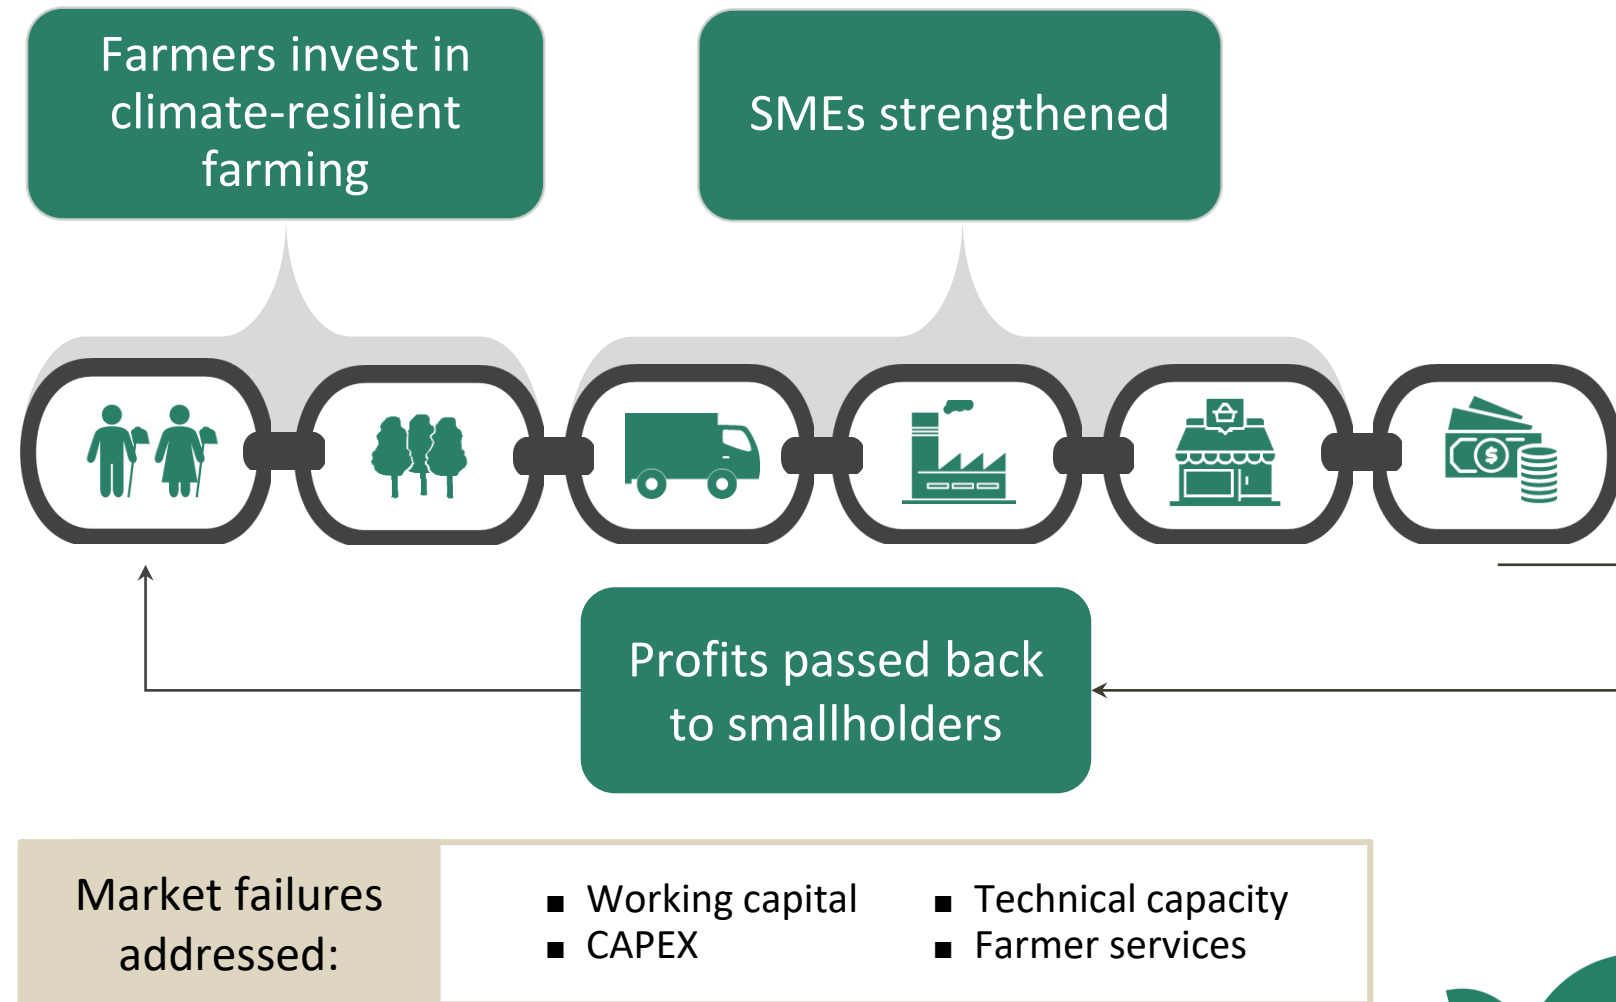 Farmers invest in
climate-resilient
farming
SMEs strengthened
$
Profits passed back
to smallholders
Market failures
addressed:
■ Working capital
■ CAPEX
■ Technical capacity
■ Farmer services